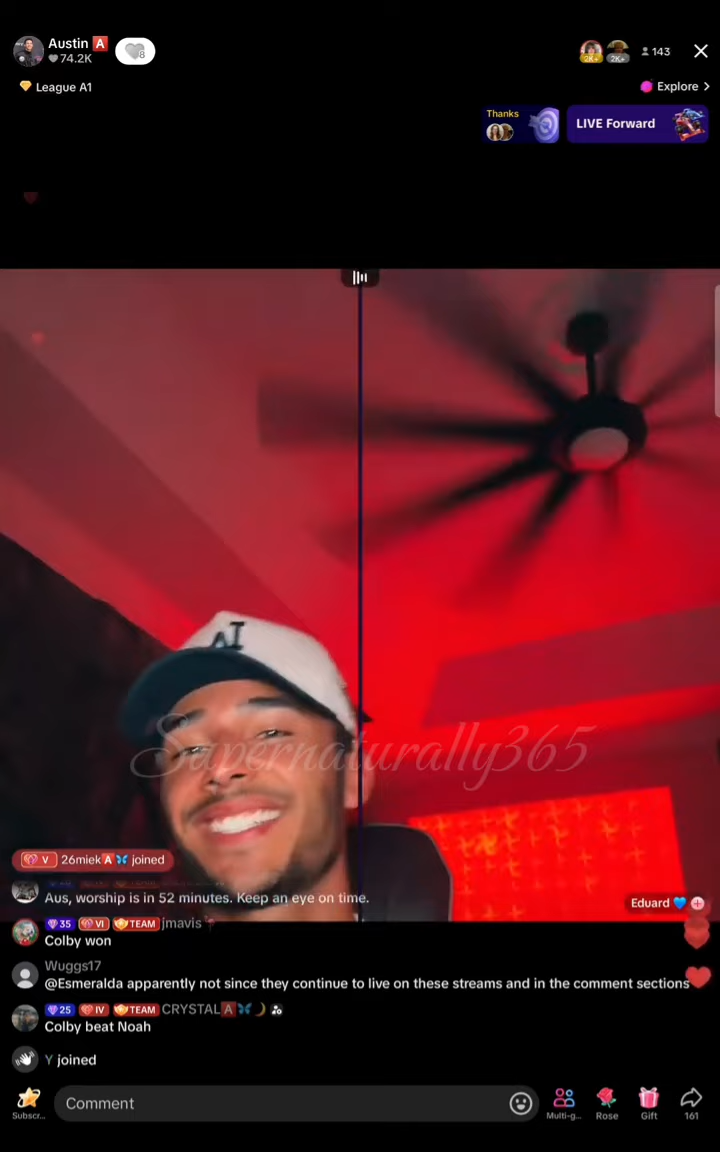 Austin A
74.2K
8
2K+
2K+
143
League A1
Explore >
Thanks
LIVE Forward
AI
Supernaturally365
V 26miek A joined
Aus, worship is in 52 minutes. Keep an eye on time.
Eduard
35 VI TEAM jmavis
Colby won
Wuggs17
@Esmeralda apparently not since they continue to live on these streams and in the comment sections
25 IV TEAM CRYSTAL A
Colby beat Noah
Y joined
Comment
Subscr...
Multi-g...
Rose
Gift
161